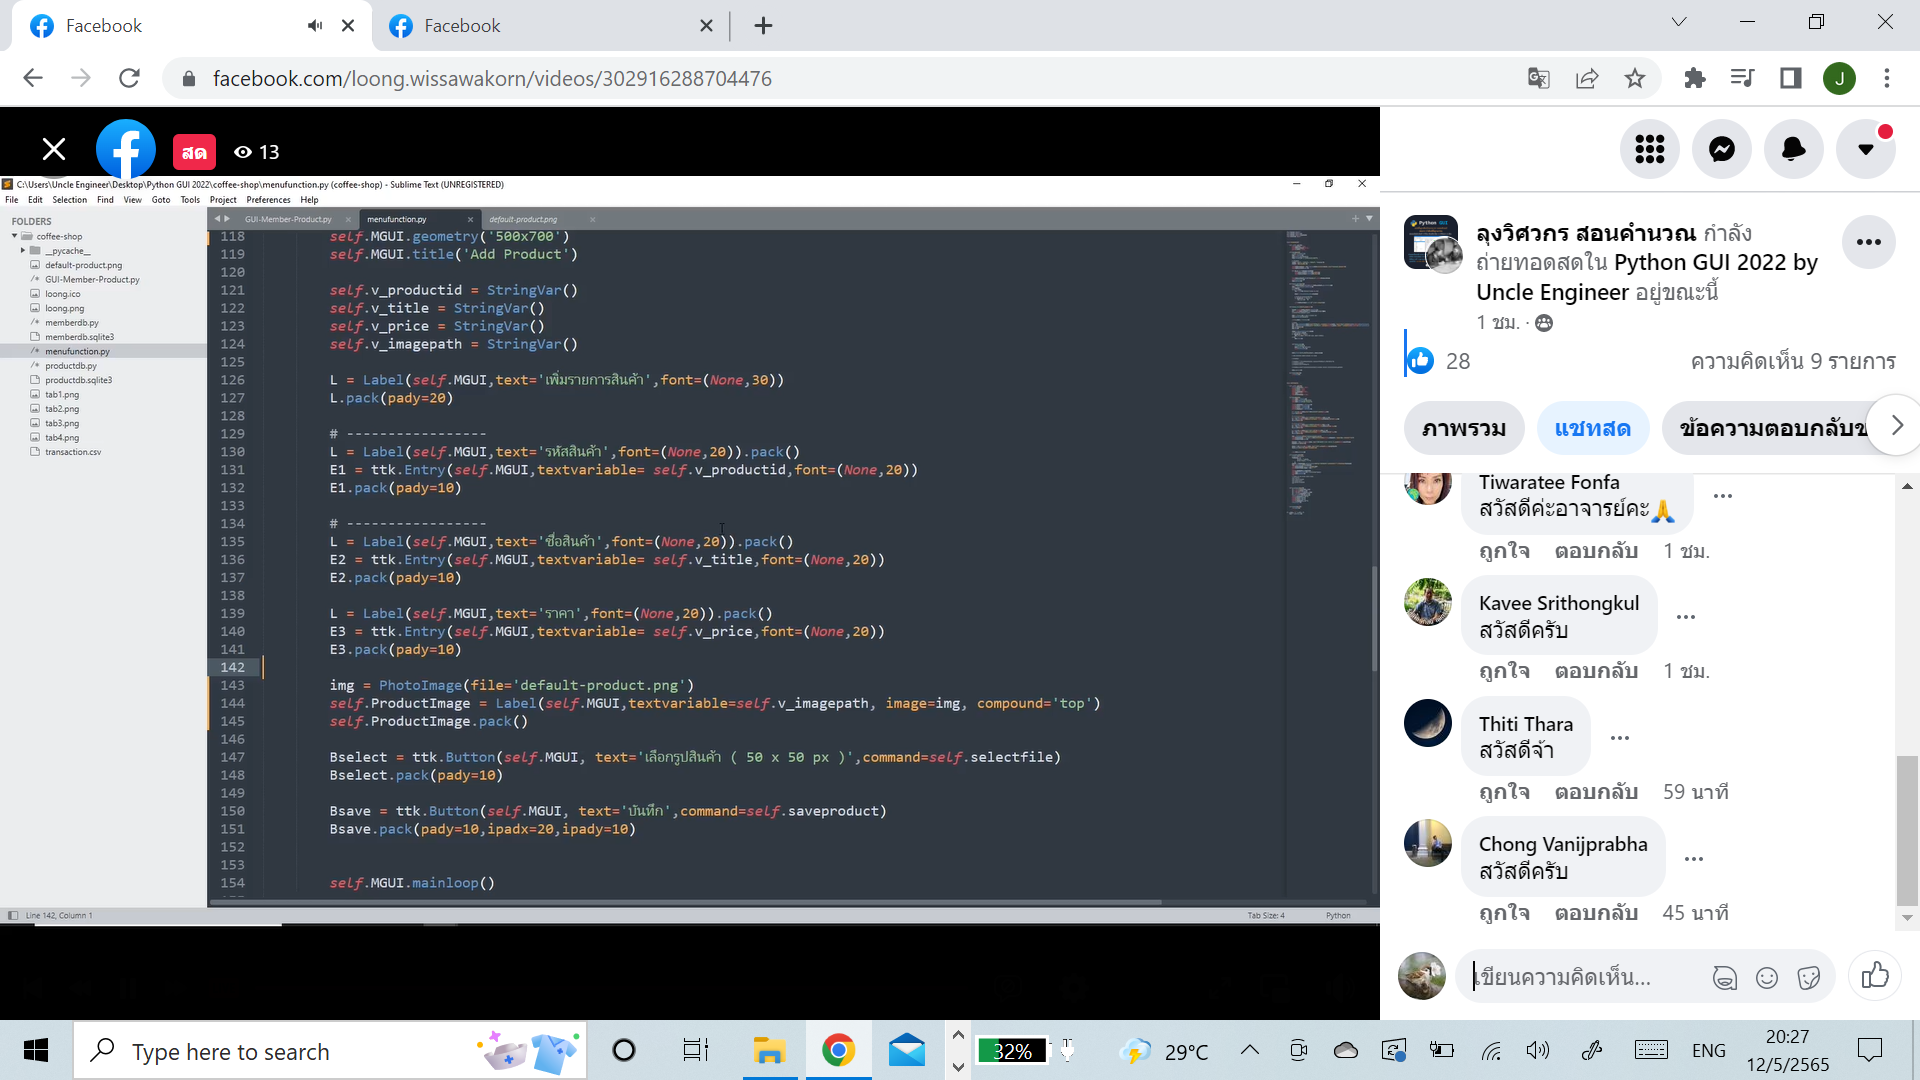 Facebook
Facebook
facebook.com/loong.wissawakorn/videos/302916288704476
J
สด
13
C:\Users\Uncle Engineer\Desktop\Python GUI 2022\coffee-shop\menufunction.py (coffee-shop) - Sublime Text (UNREGISTERED)
File Edit Selection Find View Goto Tools Project Preferences Help
FOLDERS
coffee-shop
__pycache__
default-product.png
GUI-Member-Product.py
loong.ico
loong.png
memberdb.py
memberdb.sqlite3
menufunction.py
productdb.py
productdb.sqlite3
tab1.png
tab2.png
tab3.png
tab4.png
transaction.csv
GUI-Member-Product.py
menufunction.py
default-product.png
118 self.MGUI.geometry('500x700')
119 self.MGUI.title('Add Product')
120
121 self.v_productid = StringVar()
122 self.v_title = StringVar()
123 self.v_price = StringVar()
124 self.v_imagepath = StringVar()
125
126 L = Label(self.MGUI,text='เพิ่มรายการสินค้า',font=(None,30))
127 L.pack(pady=20)
128
129 # -----------------
130 L = Label(self.MGUI,text='รหัสสินค้า',font=(None,20)).pack()
131 E1 = ttk.Entry(self.MGUI,textvariable= self.v_productid,font=(None,20))
132 E1.pack(pady=10)
133
134 # -----------------
135 L = Label(self.MGUI,text='ชื่อสินค้า',font=(None,20)).pack()
136 E2 = ttk.Entry(self.MGUI,textvariable= self.v_title,font=(None,20))
137 E2.pack(pady=10)
138
139 L = Label(self.MGUI,text='ราคา',font=(None,20)).pack()
140 E3 = ttk.Entry(self.MGUI,textvariable= self.v_price,font=(None,20))
141 E3.pack(pady=10)
142
143 img = PhotoImage(file='default-product.png')
144 self.ProductImage = Label(self.MGUI,textvariable=self.v_imagepath, image=img, compound='top')
145 self.ProductImage.pack()
146
147 Bselect = ttk.Button(self.MGUI, text='เลือกรูปสินค้า ( 50 x 50 px )',command=self.selectfile)
148 Bselect.pack(pady=10)
149
150 Bsave = ttk.Button(self.MGUI, text='บันทึก',command=self.saveproduct)
151 Bsave.pack(pady=10,ipadx=20,ipady=10)
152
153
154 self.MGUI.mainloop()
Line 142, Column 1
Tab Size: 4
Python
ลุงวิศวกร สอนคำนวณ กำลัง
ถ่ายทอดสดใน Python GUI 2022 by
Uncle Engineer อยู่ขณะนี้
1 ชม. ·
28
ความคิดเห็น 9 รายการ
ภาพรวม
แชทสด
ข้อความตอบกลับข
Tiwaratee Fonfa
สวัสดีค่ะอาจารย์คะ🙏
ถูกใจ ตอบกลับ 1 ชม.
Kavee Srithongkul
สวัสดีครับ
ถูกใจ ตอบกลับ 1 ชม.
Thiti Thara
สวัสดีจ้า
ถูกใจ ตอบกลับ 59 นาที
Chong Vanijprabha
สวัสดีครับ
ถูกใจ ตอบกลับ 45 นาที
เขียนความคิดเห็น...
Type here to search
32%
29°C
ENG
20:27
12/5/2565